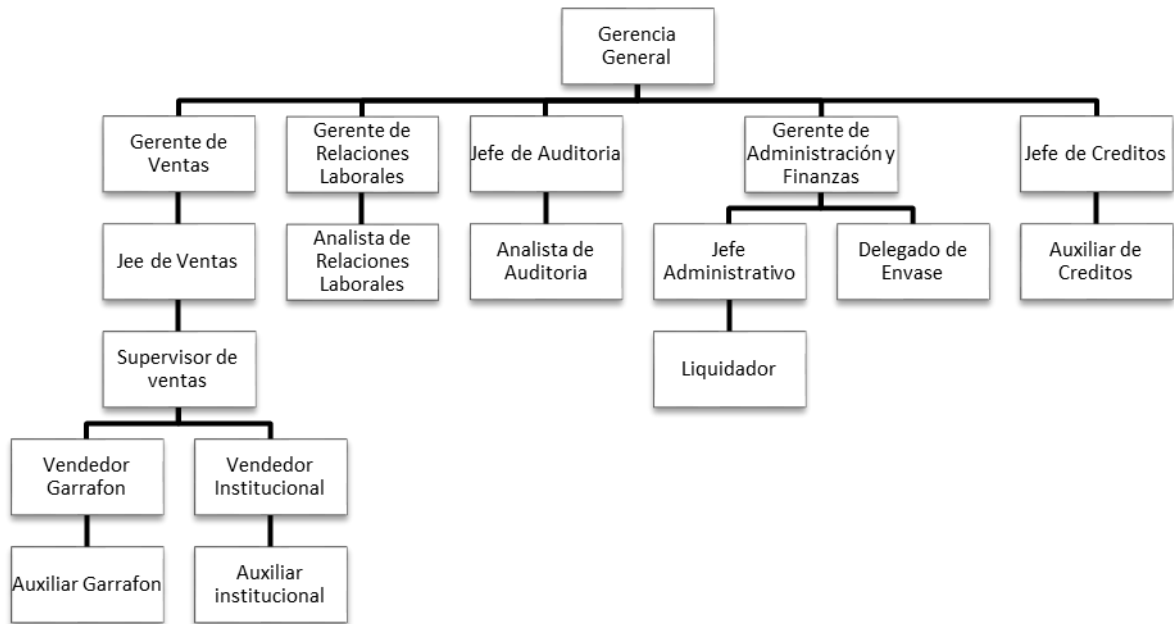 Gerencia
General
Gerente de
Ventas
Gerente de
Relaciones
Laborales
Jefe de Auditoria
Gerente de
Administración y
Finanzas
Jefe de Creditos
Jee de Ventas
Analista de
Relaciones
Laborales
Analista de
Auditoria
Jefe
Administrativo
Delegado de
Envase
Auxiliar de
Creditos
Supervisor de
ventas
Liquidador
Vendedor
Garrafon
Vendedor
Institucional
Auxiliar Garrafon
Auxiliar
institucional